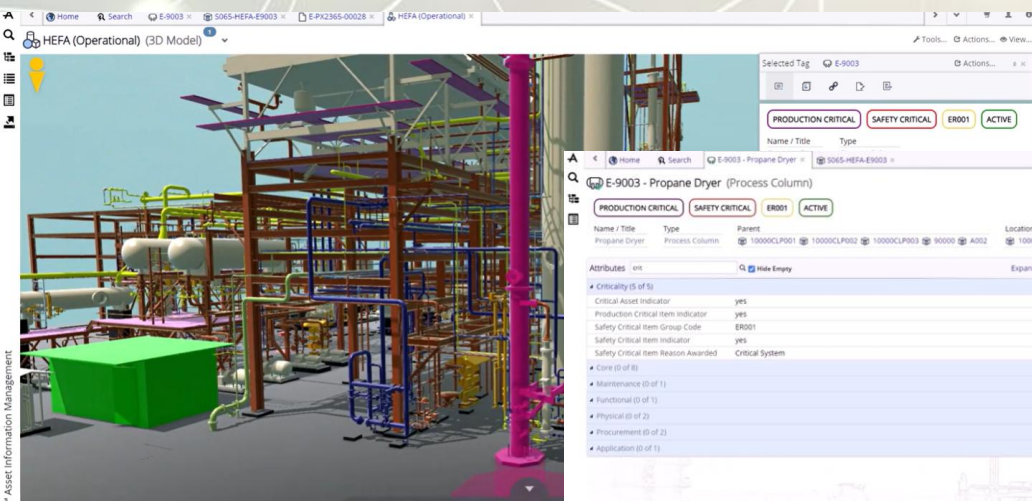 Home Search E-9003 × S065-HEFA-E9003 × E-PX2365-00028 × HEFA (Operational) ×
HEFA (Operational) (3D Model) 1
Tools... Actions... View...
Selected Tag E-9003 Actions...
PRODUCTION CRITICAL SAFETY CRITICAL ER001 ACTIVE
Name / Title Type
Home Search E-9003 - Propane Dryer × S065-HEFA-E9003 ×
E-9003 - Propane Dryer (Process Column)
PRODUCTION CRITICAL SAFETY CRITICAL ER001 ACTIVE
Name / Title Type Parent Location
Propane Dryer Process Column 10000CLP001 10000CLP002 10000CLP003 90000 A002 100
Attributes crit Hide Empty Expan
Criticality (5 of 5)
Critical Asset Indicator yes
Production Critical Item Indicator yes
Safety Critical Item Group Code ER001
Safety Critical Item Indicator yes
Safety Critical Item Reason Awarded Critical System
Core (0 of 8)
Maintenance (0 of 1)
Functional (0 of 1)
Physical (0 of 2)
Procurement (0 of 2)
Application (0 of 1)
Asset Information Management